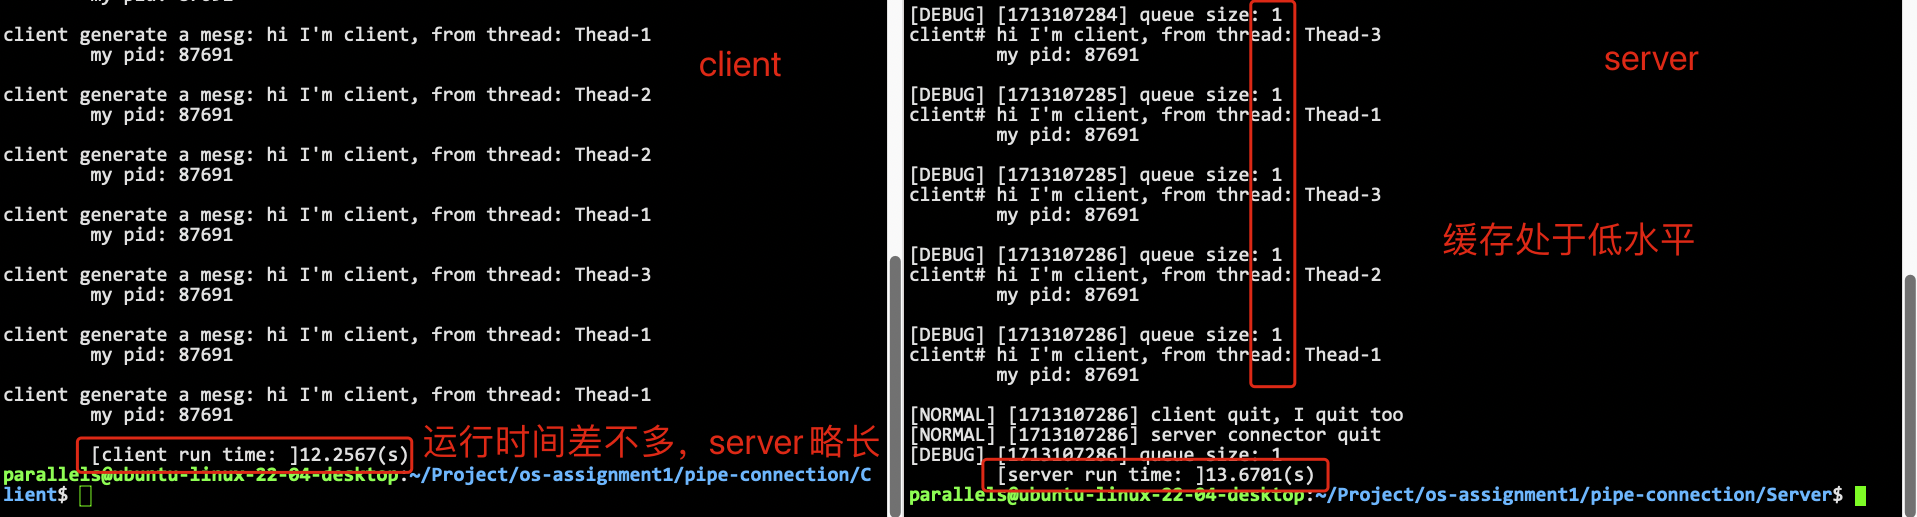 client generate a mesg: hi I'm client, from thread: Thead-1
my pid: 87691
client
client generate a mesg: hi I'm client, from thread: Thead-2
my pid: 87691
client generate a mesg: hi I'm client, from thread: Thead-2
my pid: 87691
client generate a mesg: hi I'm client, from thread: Thead-1
my pid: 87691
client generate a mesg: hi I'm client, from thread: Thead-3
my pid: 87691
client generate a mesg: hi I'm client, from thread: Thead-1
my pid: 87691
client generate a mesg: hi I'm client, from thread: Thead-1
my pid: 87691
[client run time: ]12.2567(s)
运行时间差不多，server略长
parallels@ubuntu-linux-22-04-desktop:~/Project/os-assignment1/pipe-connection/C
lient$
[DEBUG] [1713107284] queue size: 1
client# hi I'm client, from thread: Thead-3
my pid: 87691
server
[DEBUG] [1713107285] queue size: 1
client# hi I'm client, from thread: Thead-1
my pid: 87691
[DEBUG] [1713107285] queue size: 1
client# hi I'm client, from thread: Thead-3
my pid: 87691
缓存处于低水平
[DEBUG] [1713107286] queue size: 1
client# hi I'm client, from thread: Thead-2
my pid: 87691
[DEBUG] [1713107286] queue size: 1
client# hi I'm client, from thread: Thead-1
my pid: 87691
[NORMAL] [1713107286] client quit, I quit too
[NORMAL] [1713107286] server connector quit
[DEBUG] [1713107286] queue size: 1
[server run time: ]13.6701(s)
parallels@ubuntu-linux-22-04-desktop:~/Project/os-assignment1/pipe-connection/Server$